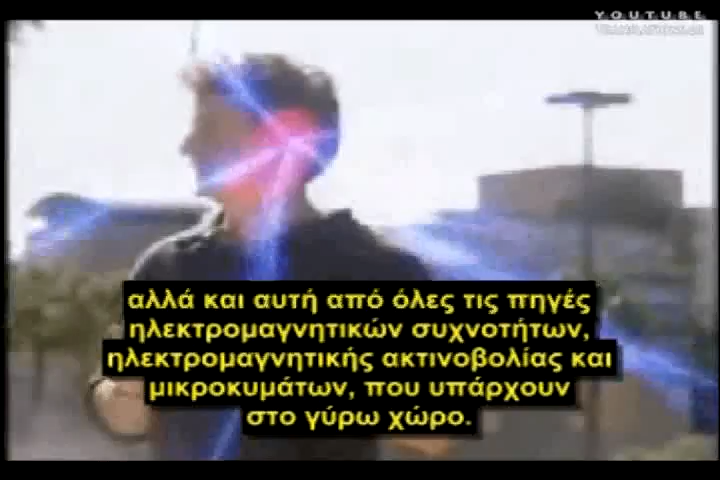 YOUTUBE
αλλά και αυτή από όλες τις πηγές
ηλεκτρομαγνητικών συχνοτήτων,
ηλεκτρομαγνητικής ακτινοβολίας και
μικροκυμάτων, που υπάρχουν
στο γύρω χώρο.